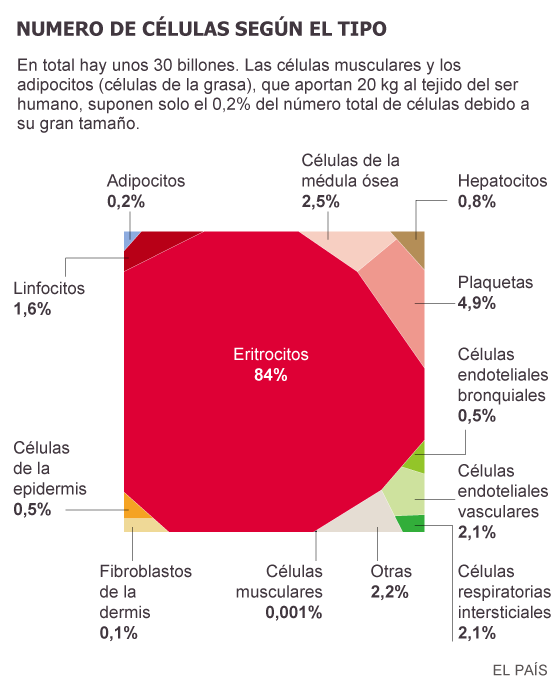 NUMERO DE CÉLULAS SEGÚN EL TIPO
En total hay unos 30 billones. Las células musculares y los
adipocitos (células de la grasa), que aportan 20 kg al tejido del ser
humano, suponen solo el 0,2% del número total de células debido a
su gran tamaño.
Adipocitos
0,2%
Células de la
médula ósea
2,5%
Hepatocitos
0,8%
Linfocitos
1,6%
Plaquetas
4,9%
Eritrocitos
84%
Células
endoteliales
bronquiales
0,5%
Células
de la
epidermis
0,5%
Células
endoteliales
vasculares
2,1%
Fibroblastos
de la
dermis
0,1%
Células
musculares
0,001%
Otras
2,2%
Células
respiratorias
intersticiales
2,1%
EL PAÍS